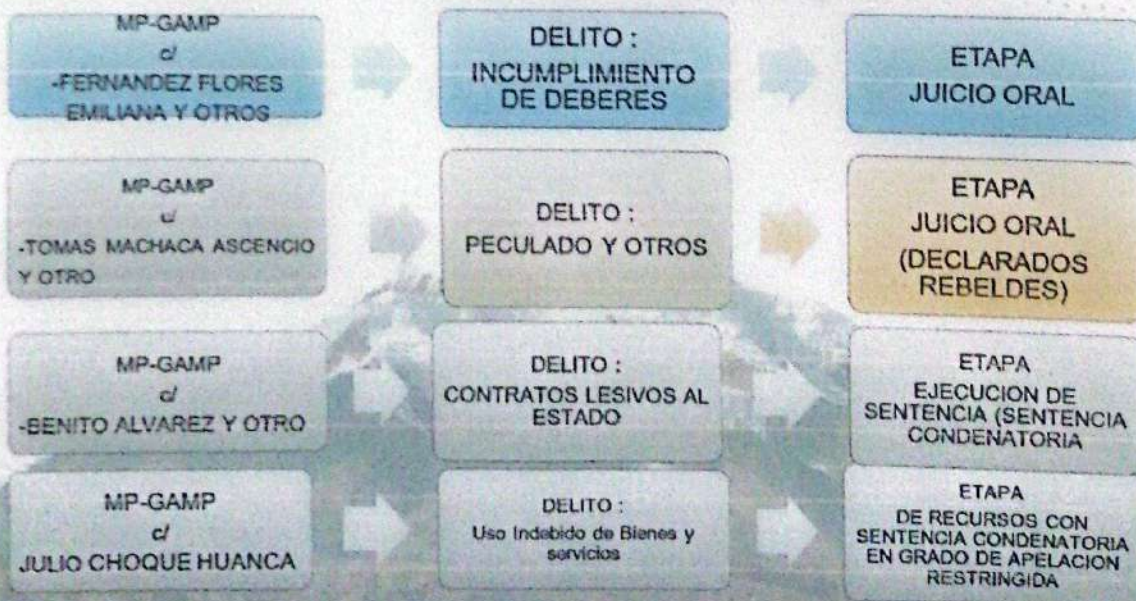 MP-GAMP
c/
-FERNANDEZ FLORES
EMILIANA Y OTROS
DELITO :
INCUMPLIMIENTO
DE DEBERES
ETAPA
JUICIO ORAL
MP-GAMP
c/
-TOMAS MACHACA ASCENCIO
Y OTRO
DELITO :
PECULADO Y OTROS
ETAPA
JUICIO ORAL
(DECLARADOS
REBELDES)
MP-GAMP
c/
-BENITO ALVAREZ Y OTRO
DELITO :
CONTRATOS LESIVOS AL
ESTADO
ETAPA
EJECUCION DE
SENTENCIA (SENTENCIA
CONDENATORIA
MP-GAMP
c/
JULIO CHOQUE HUANCA
DELITO :
Uso Indebido de Bienes y
servicios
ETAPA
DE RECURSOS CON
SENTENCIA CONDENATORIA
EN GRADO DE APELACION
RESTRINGIDA